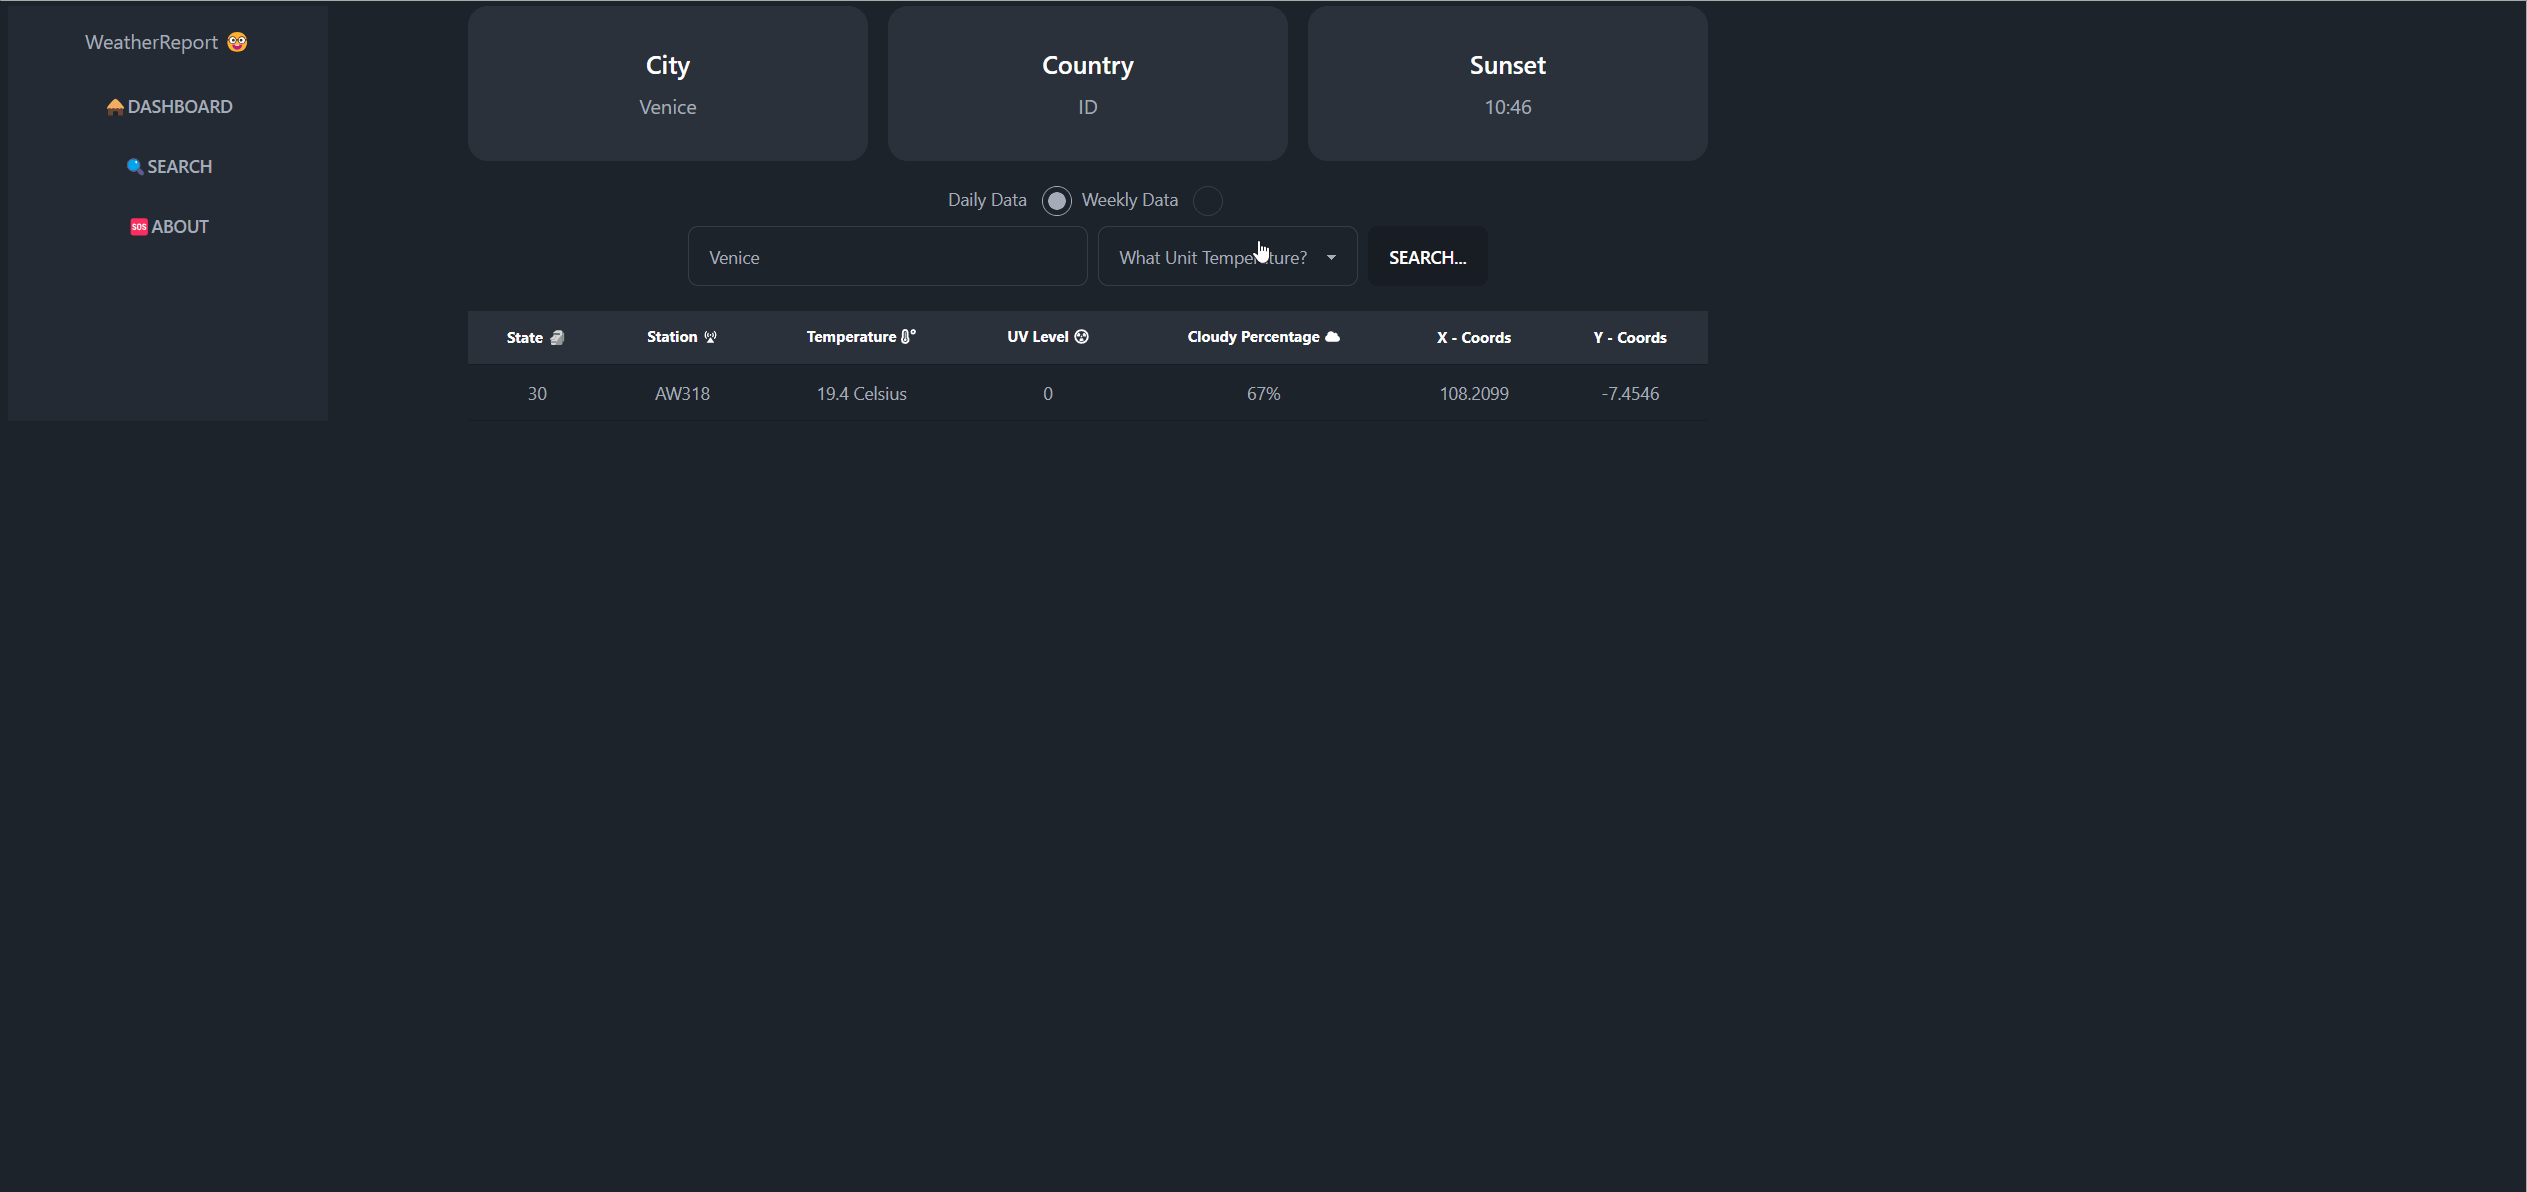 WeatherReport 🤓
DASHBOARD
SEARCH
SOS ABOUT
City
Venice
Country
ID
Sunset
10:46
Daily Data Weekly Data
Venice
What Unit Tempe ture?
SEARCH...
State Station Temperature UV Level Cloudy Percentage X - Coords Y - Coords
30 AW318 19.4 Celsius 0 67% 108.2099 -7.4546